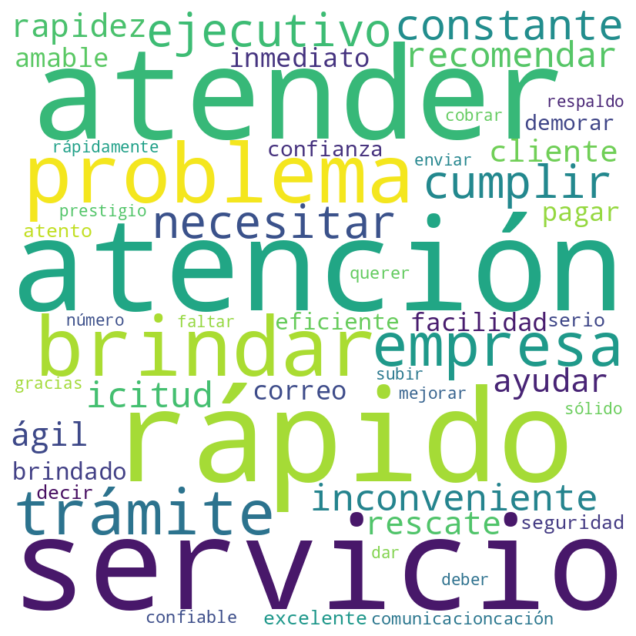 rapidez ejecutivo constante
amable inmediato recomendar
atender respaldo
cobrar demorar
rápidamente confianza enviar cliente
problema cumplir
prestigio necesitar pagar
atento
atención
querer
número faltar eficiente facilidad serio
brindar empresa
gracias icitud correo subir ayudar
mejorar sólido
rápido
ágil
brindado
decir inconveniente
trámite rescate seguridad
servicio
dar
deber
confiable excelente comunicacioncación